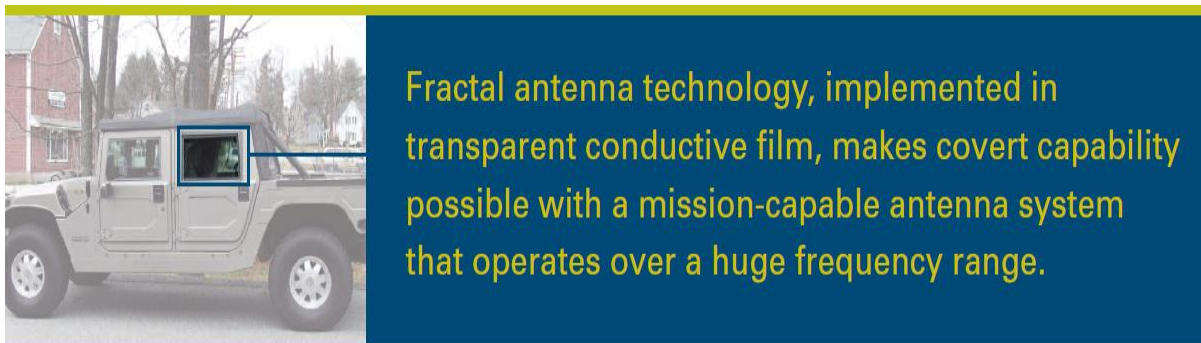 Fractal antenna technology, implemented in
transparent conductive film, makes covert capability
possible with a mission-capable antenna system
that operates over a huge frequency range.